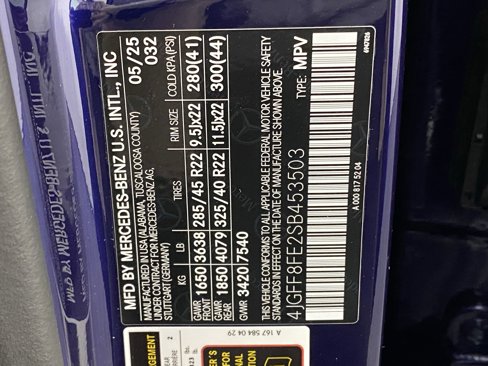 MFD BY MERCEDES-BENZ U.S. INTL., INC
MANUFACTURED IN USA (ALABAMA, TUSCALOOSA COUNTY)
UNDER CONTRACT FOR MERCEDES-BENZ AG,
STUTTGART (GERMANY)
05/25
032
KG LB TIRES RIM SIZE COLD KPA(PSI)
GAWR FRONT 1650 3638 285/45 R22 9.5Jx22 280(41)
GAWR REAR 1850 4079 325/40 R22 11.5Jx22 300(44)
GVWR 3420 7540
THIS VEHICLE CONFORMS TO ALL APPLICABLE FEDERAL MOTOR VEHICLE SAFETY
STANDARDS IN EFFECT ON THE DATE OF MANUFACTURE SHOWN ABOVE.
4JGFF8FE2SB453503 TYPE: MPV
A 000 817 52 04
A 167 584 04 29
2